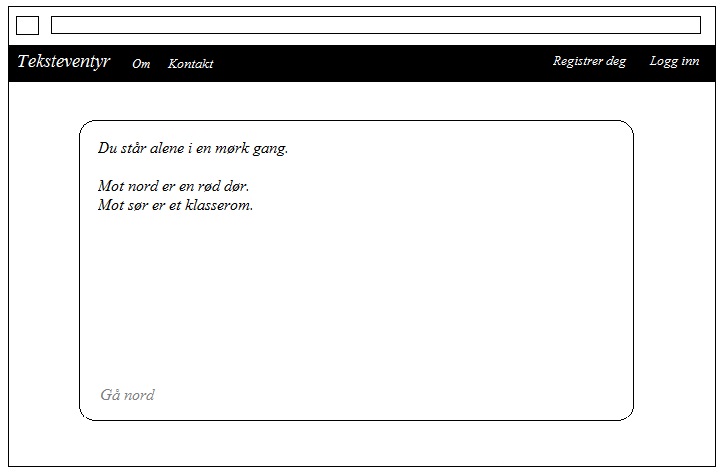 Teksteventyr Om Kontakt Registrer deg Logg inn
Du står alene i en mørk gang.
Mot nord er en rød dør.
Mot sør er et klasserom.
Gå nord